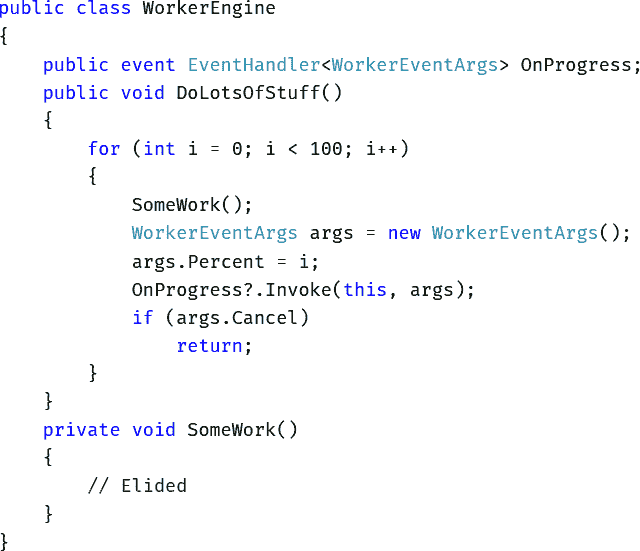 public class WorkerEngine
{
    public event EventHandler<WorkerEventArgs> OnProgress;
    public void DoLotsOfStuff()
    {
        for (int i = 0; i < 100; i++)
        {
            SomeWork();
            WorkerEventArgs args = new WorkerEventArgs();
            args.Percent = i;
            OnProgress?.Invoke(this, args);
            if (args.Cancel)
                return;
        }
    }
    private void SomeWork()
    {
        // Elided
    }
}